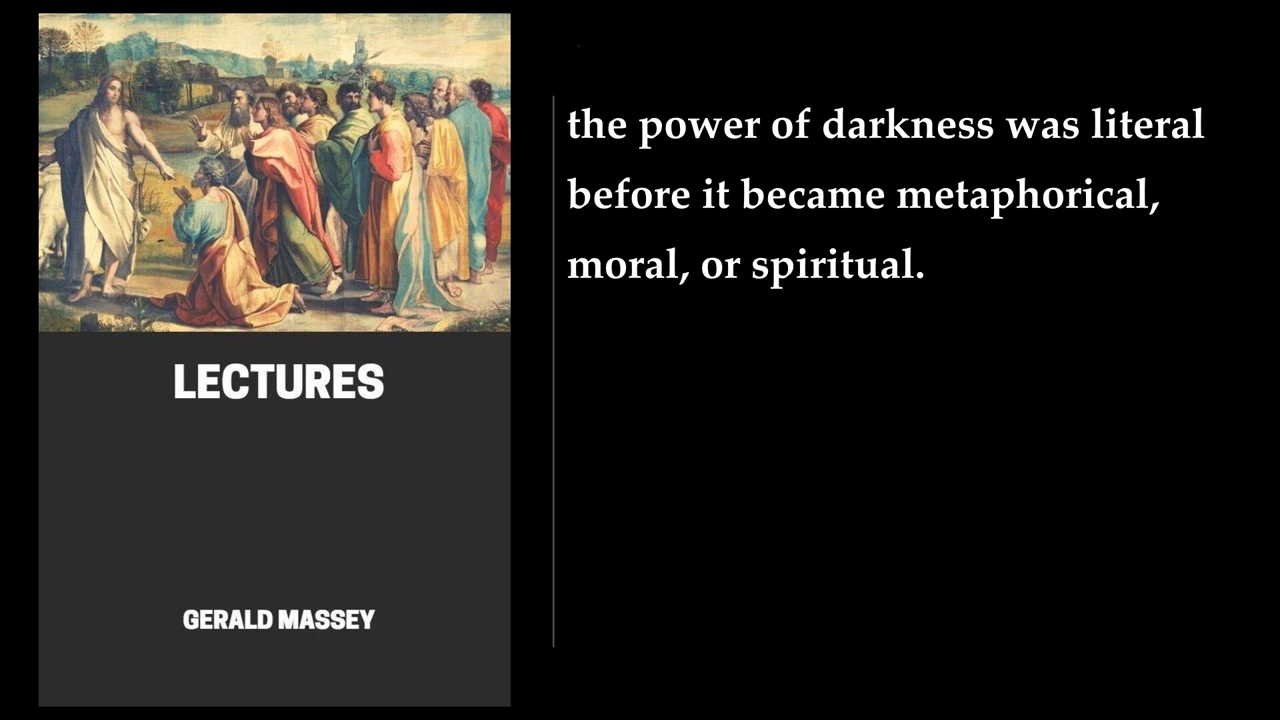 LECTURES
GERALD MASSEY
the power of darkness was literal
before it became metaphorical,
moral, or spiritual.